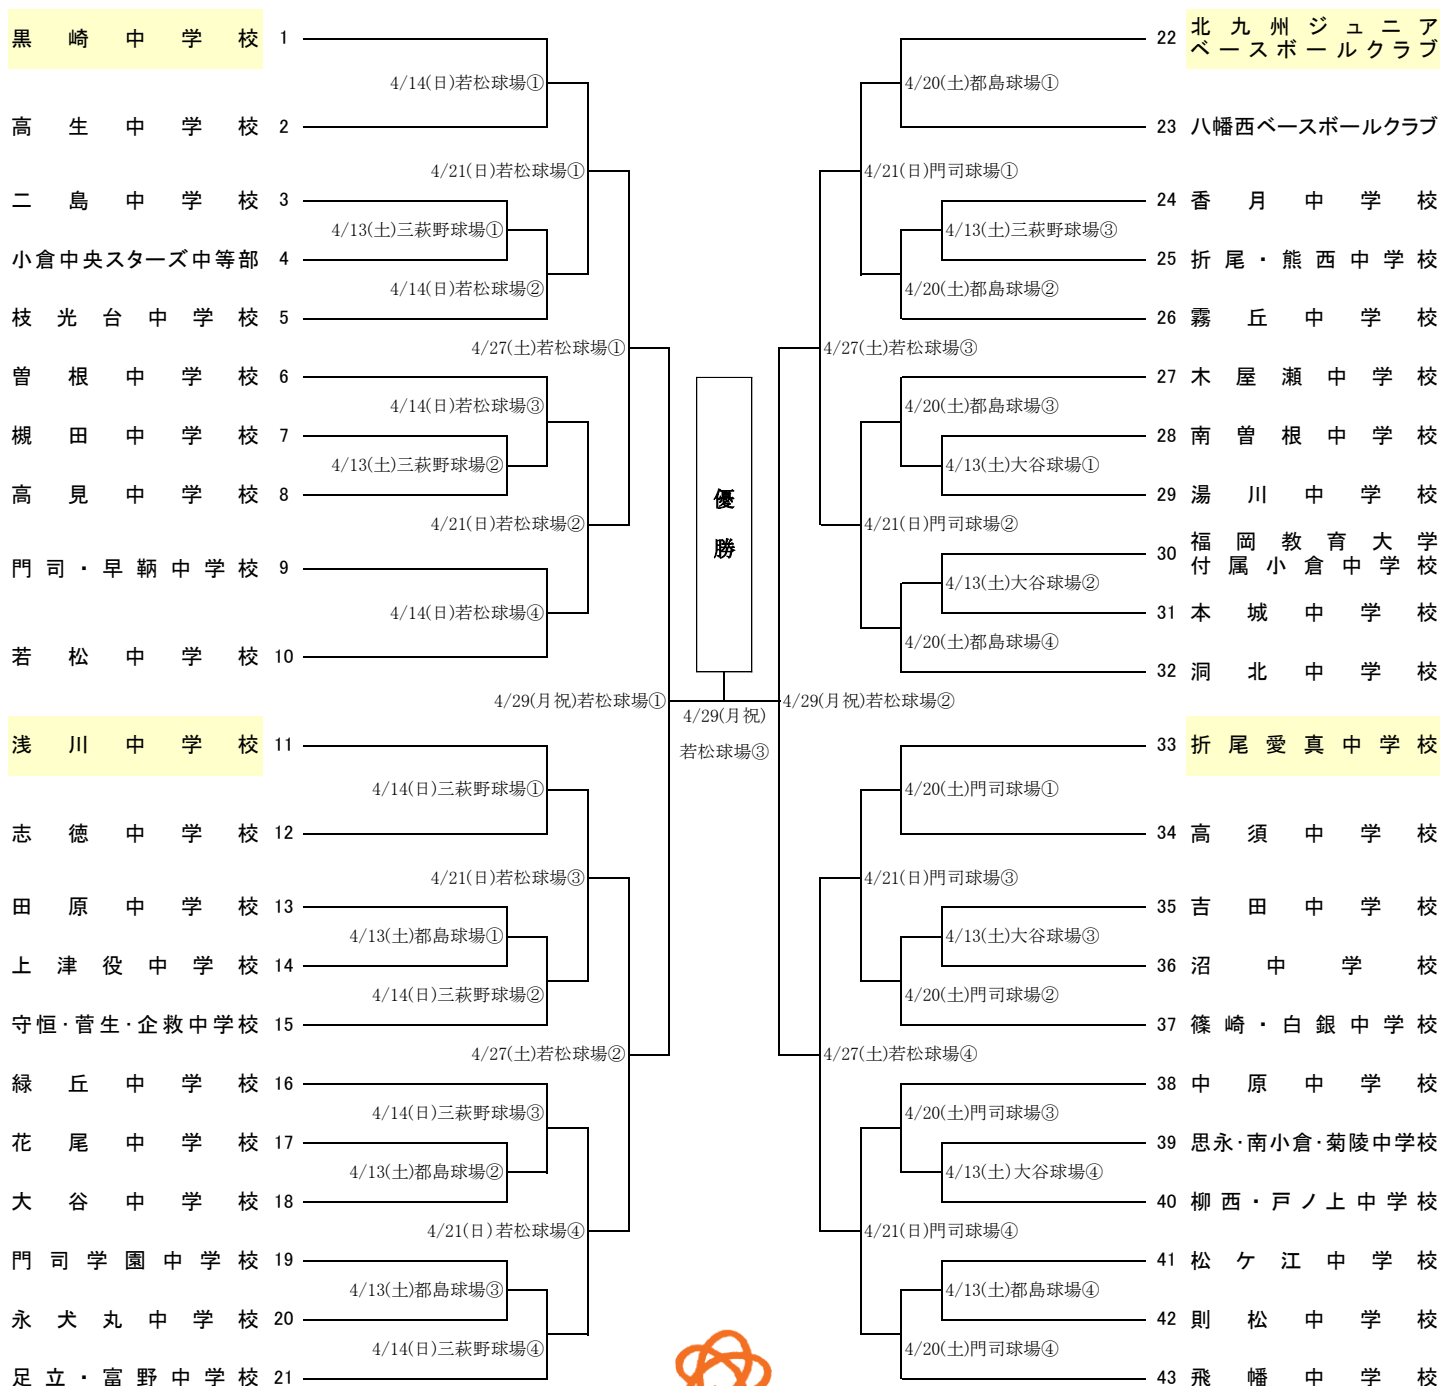 黒崎中学校 1
4/14(日)若松球場①
高生中学校 2
4/21(日)若松球場①
二島中学校 3
4/13(土)三萩野球場①
小倉中央スターズ中等部 4
4/14(日)若松球場②
枝光台中学校 5
4/27(土)若松球場①
曽根中学校 6
4/14(日)若松球場③
槻田中学校 7
4/13(土)三萩野球場②
高見中学校 8
4/21(日)若松球場②
門司・早鞆中学校 9
4/14(日)若松球場④
若松中学校 10
4/29(月祝)若松球場①
浅川中学校 11
4/14(日)三萩野球場①
志徳中学校 12
4/21(日)若松球場③
田原中学校 13
4/13(土)都島球場①
上津役中学校 14
4/14(日)三萩野球場②
守恒・菅生・企救中学校 15
4/27(土)若松球場②
緑丘中学校 16
4/14(日)三萩野球場③
花尾中学校 17
4/13(土)都島球場②
大谷中学校 18
4/21(日)若松球場④
門司学園中学校 19
4/13(土)都島球場③
永犬丸中学校 20
4/14(日)三萩野球場④
足立・富野中学校 21
優
勝
4/29(月祝)
若松球場③
22 北九州ジュニア
ベースボールクラブ
4/20(土)都島球場①
23 八幡西ベースボールクラブ
4/21(日)門司球場①
24 香月中学校
4/13(土)三萩野球場③
25 折尾・熊西中学校
4/20(土)都島球場②
26 霧丘中学校
4/27(土)若松球場③
27 木屋瀬中学校
4/20(土)都島球場③
28 南曽根中学校
4/13(土)大谷球場①
29 湯川中学校
4/21(日)門司球場②
30 福岡教育大学
付属小倉中学校
4/13(土)大谷球場②
31 本城中学校
4/20(土)都島球場④
32 洞北中学校
4/29(月祝)若松球場②
33 折尾愛真中学校
4/20(土)門司球場①
34 高須中学校
4/21(日)門司球場③
35 吉田中学校
4/13(土)大谷球場③
36 沼中学校
4/20(土)門司球場②
37 篠崎・白銀中学校
4/27(土)若松球場④
38 中原中学校
4/20(土)門司球場③
39 思永・南小倉・菊陵中学校
4/13(土)大谷球場④
40 柳西・戸ノ上中学校
4/21(日)門司球場④
41 松ケ江中学校
4/13(土)都島球場④
42 則松中学校
4/20(土)門司球場④
43 飛幡中学校